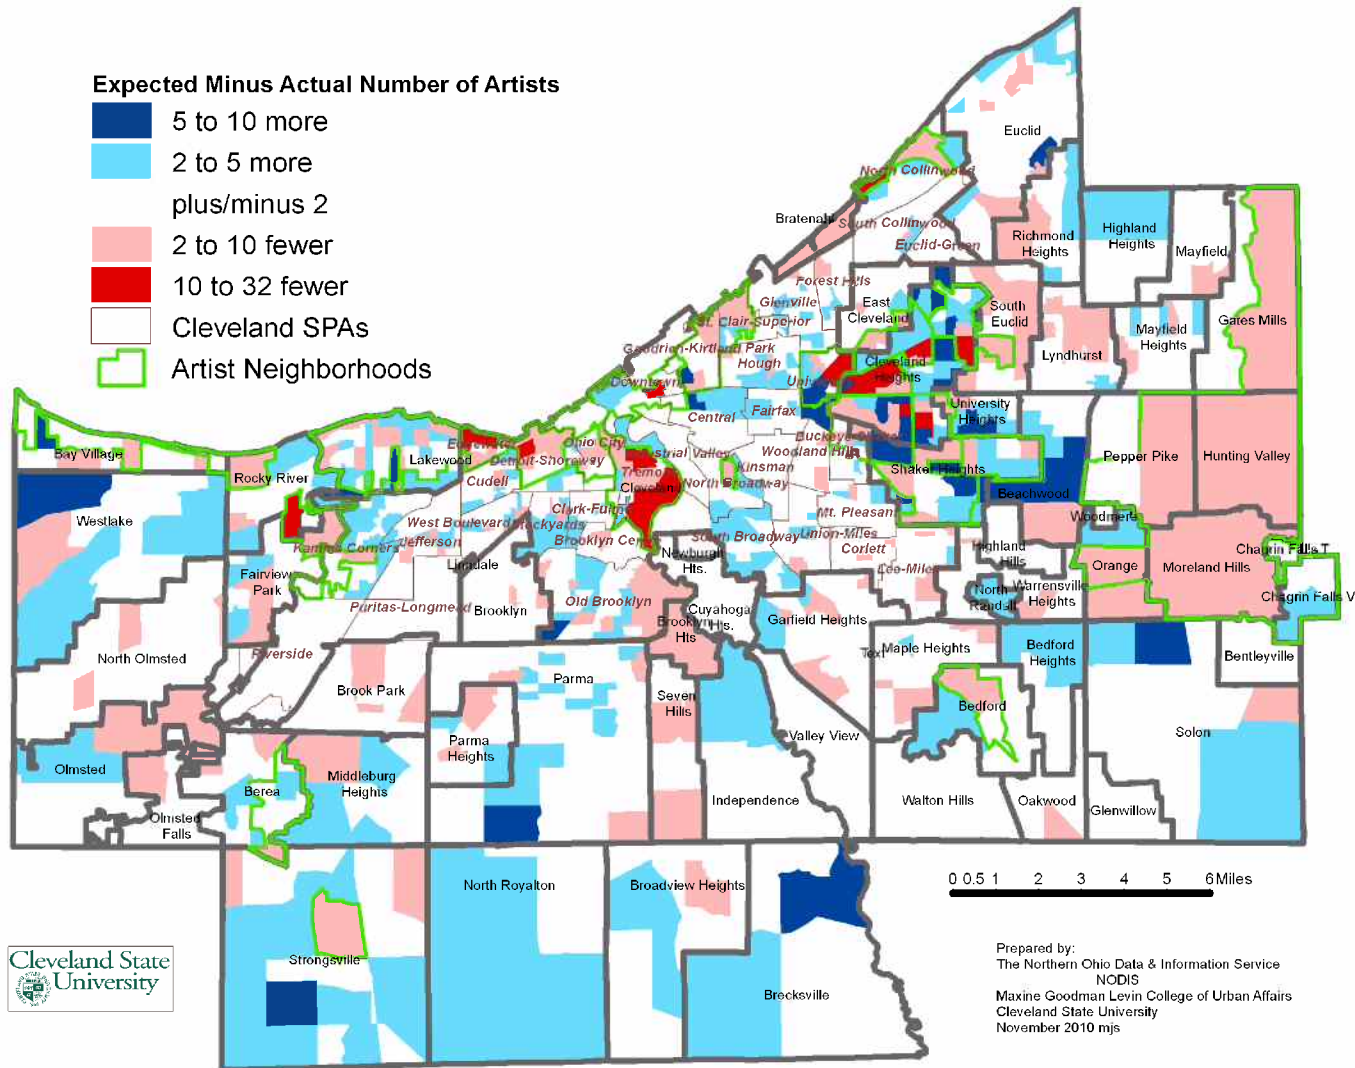 Expected Minus Actual Number of Artists
5 to 10 more
2 to 5 more
plus/minus 2
2 to 10 fewer
10 to 32 fewer
Cleveland SPAs
Artist Neighborhoods
Euclid
North Collinwood
Bratenahl
South Collinwood
Euclid-Green
Richmond
Heights
Highland
Heights
Mayfield
Forest Hills
Glenville
East
Cleveland
South
Euclid
St. Clair-Superior
Goodrich-Kirtland Park
Hough
Lyndhurst
Mayfield
Heights
Gates Mills
Downtown
Cleveland
Heights
Central
Fairfax
University
Heights
Bay Village
Rocky River
Lakewood
Edgewater
Ohio City
Detroit-Shoreway
Cudell
Industrial Valley
Tremont
Cleveland
Kinsman
North Broadway
Woodland Hills
Shaker Heights
Beachwood
Pepper Pike
Hunting Valley
Westlake
West Boulevard
Stockyards
Jefferson
Brooklyn Centre
Mt. Pleasant
South Broadway
Union-Miles
Corlett
Lee-Miles
Woodmere
Kamms Corners
Fairview
Park
Linndale
Newburgh
Hts.
Highland
Hills
Orange
Moreland Hills
Chagrin Falls T
Chagrin Falls V
North
Randall
Warrensville
Heights
Puritas-Longmead
Brooklyn
Old Brooklyn
Brooklyn
Hts
Cuyahoga
Hts.
Garfield Heights
North Olmsted
Riverside
Brook Park
Parma
Seven
Hills
Text
Maple Heights
Bedford
Heights
Bentleyville
Bedford
Solon
Olmsted
Olmsted
Falls
Berea
Middleburg
Heights
Parma
Heights
Valley View
Independence
Walton Hills
Oakwood
Glenwillow
North Royalton
Broadview Heights
Strongsville
Brecksville
0 0.5 1 2 3 4 5 6 Miles
Cleveland State
University
Prepared by:
The Northern Ohio Data & Information Service
NODIS
Maxine Goodman Levin College of Urban Affairs
Cleveland State University
November 2010 mjs